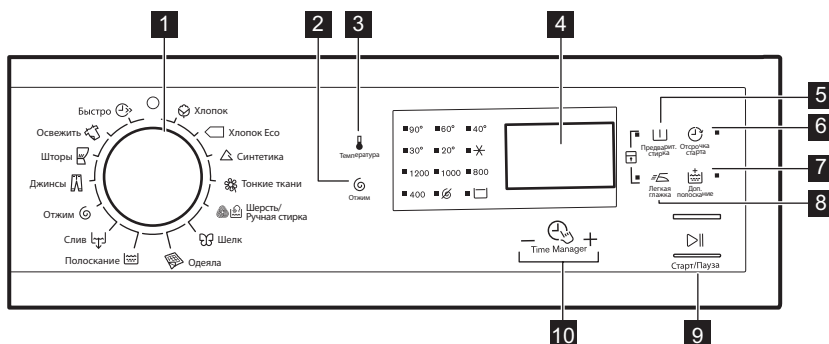 1
2
3
4
5
6
7
8
9
10
Быстро
Освежить
Шторы
Джинсы
Отжим
Слив
Полоскание
Хлопок
Хлопок Eco
Синтетика
Тонкие ткани
Шерсть/
Ручная стирка
Шелк
Одеяла
Температура
Отжим
90° 60° 40°
30° 20°
1200 1000 800
400
Time Manager
Предварит.
стирка
Отсрочка
старта
Легкая
глажка
Доп.
полоскание
Старт/Пауза